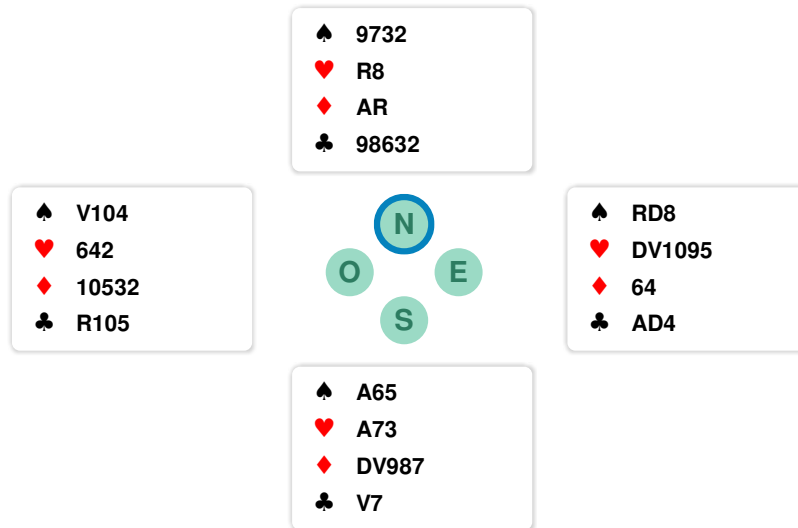 ♠ 9732
♥ R8
♦ AR
♣ 98632
♠ V104
♥ 642
♦ 10532
♣ R105
N
O E
S
♠ RD8
♥ DV1095
♦ 64
♣ AD4
♠ A65
♥ A73
♦ DV987
♣ V7